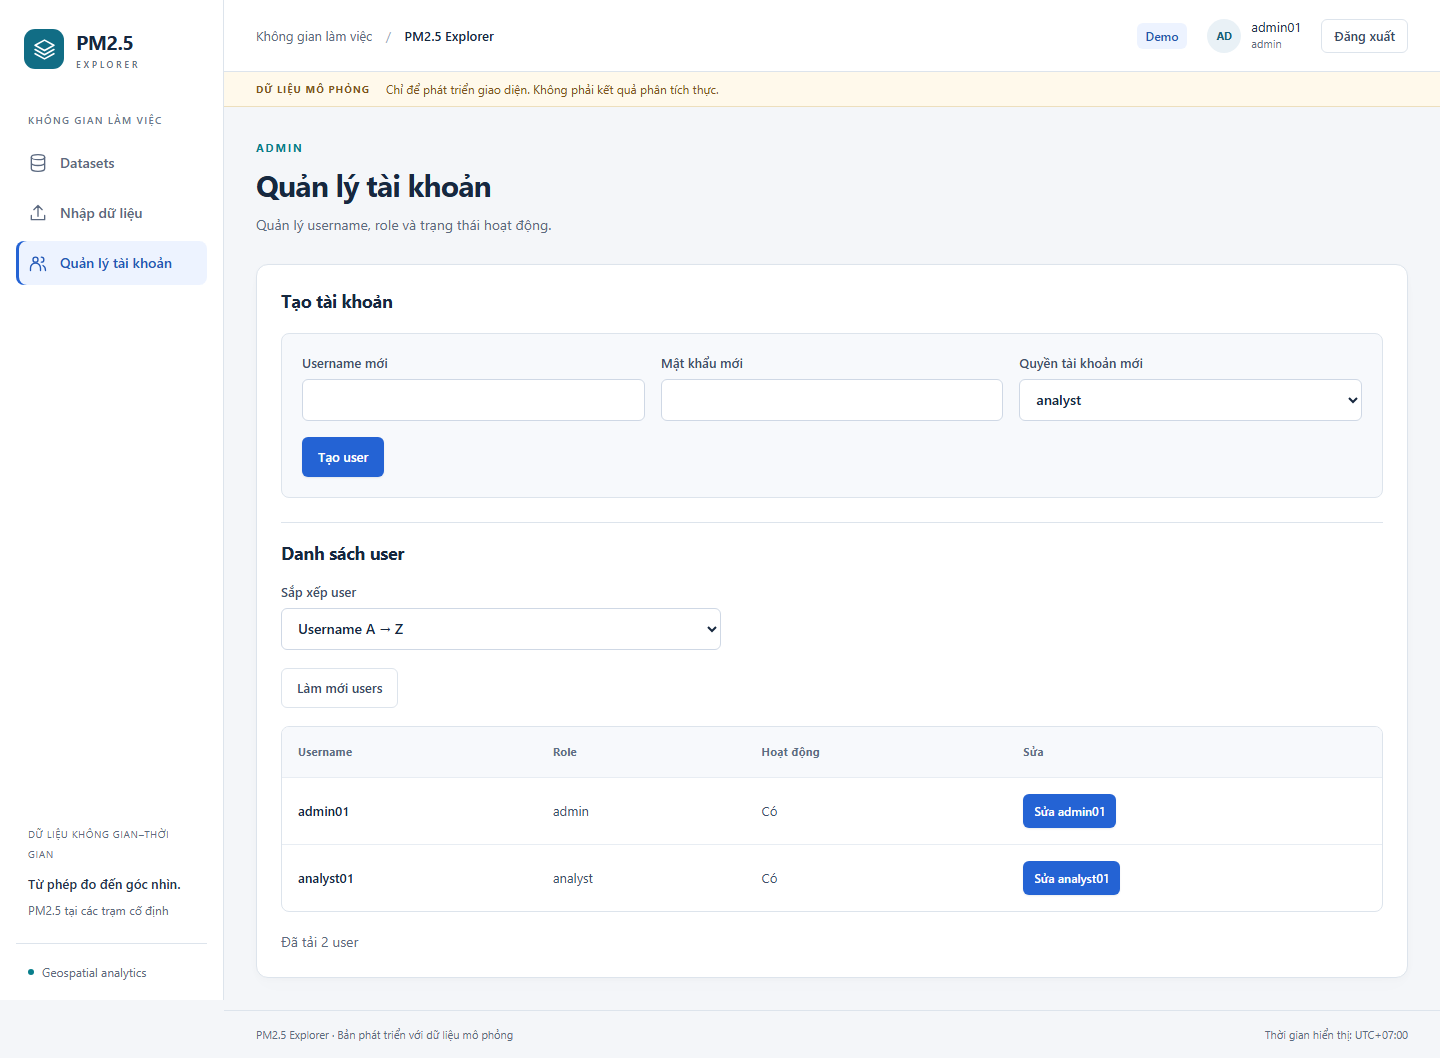 PM2.5
EXPLORER
KHÔNG GIAN LÀM VIỆC
Datasets
Nhập dữ liệu
Quản lý tài khoản
DỮ LIỆU KHÔNG GIAN–THỜI
GIAN
Từ phép đo đến góc nhìn.
PM2.5 tại các trạm cố định
Geospatial analytics
Không gian làm việc / PM2.5 Explorer
Demo
AD
admin01
admin
Đăng xuất
DỮ LIỆU MÔ PHỎNG Chỉ để phát triển giao diện. Không phải kết quả phân tích thực.
ADMIN
Quản lý tài khoản
Quản lý username, role và trạng thái hoạt động.
Tạo tài khoản
Username mới Mật khẩu mới Quyền tài khoản mới
analyst
Tạo user
Danh sách user
Sắp xếp user
Username A → Z
Làm mới users
Username Role Hoạt động Sửa
admin01 admin Có Sửa admin01
analyst01 analyst Có Sửa analyst01
Đã tải 2 user
PM2.5 Explorer · Bản phát triển với dữ liệu mô phỏng
Thời gian hiển thị: UTC+07:00